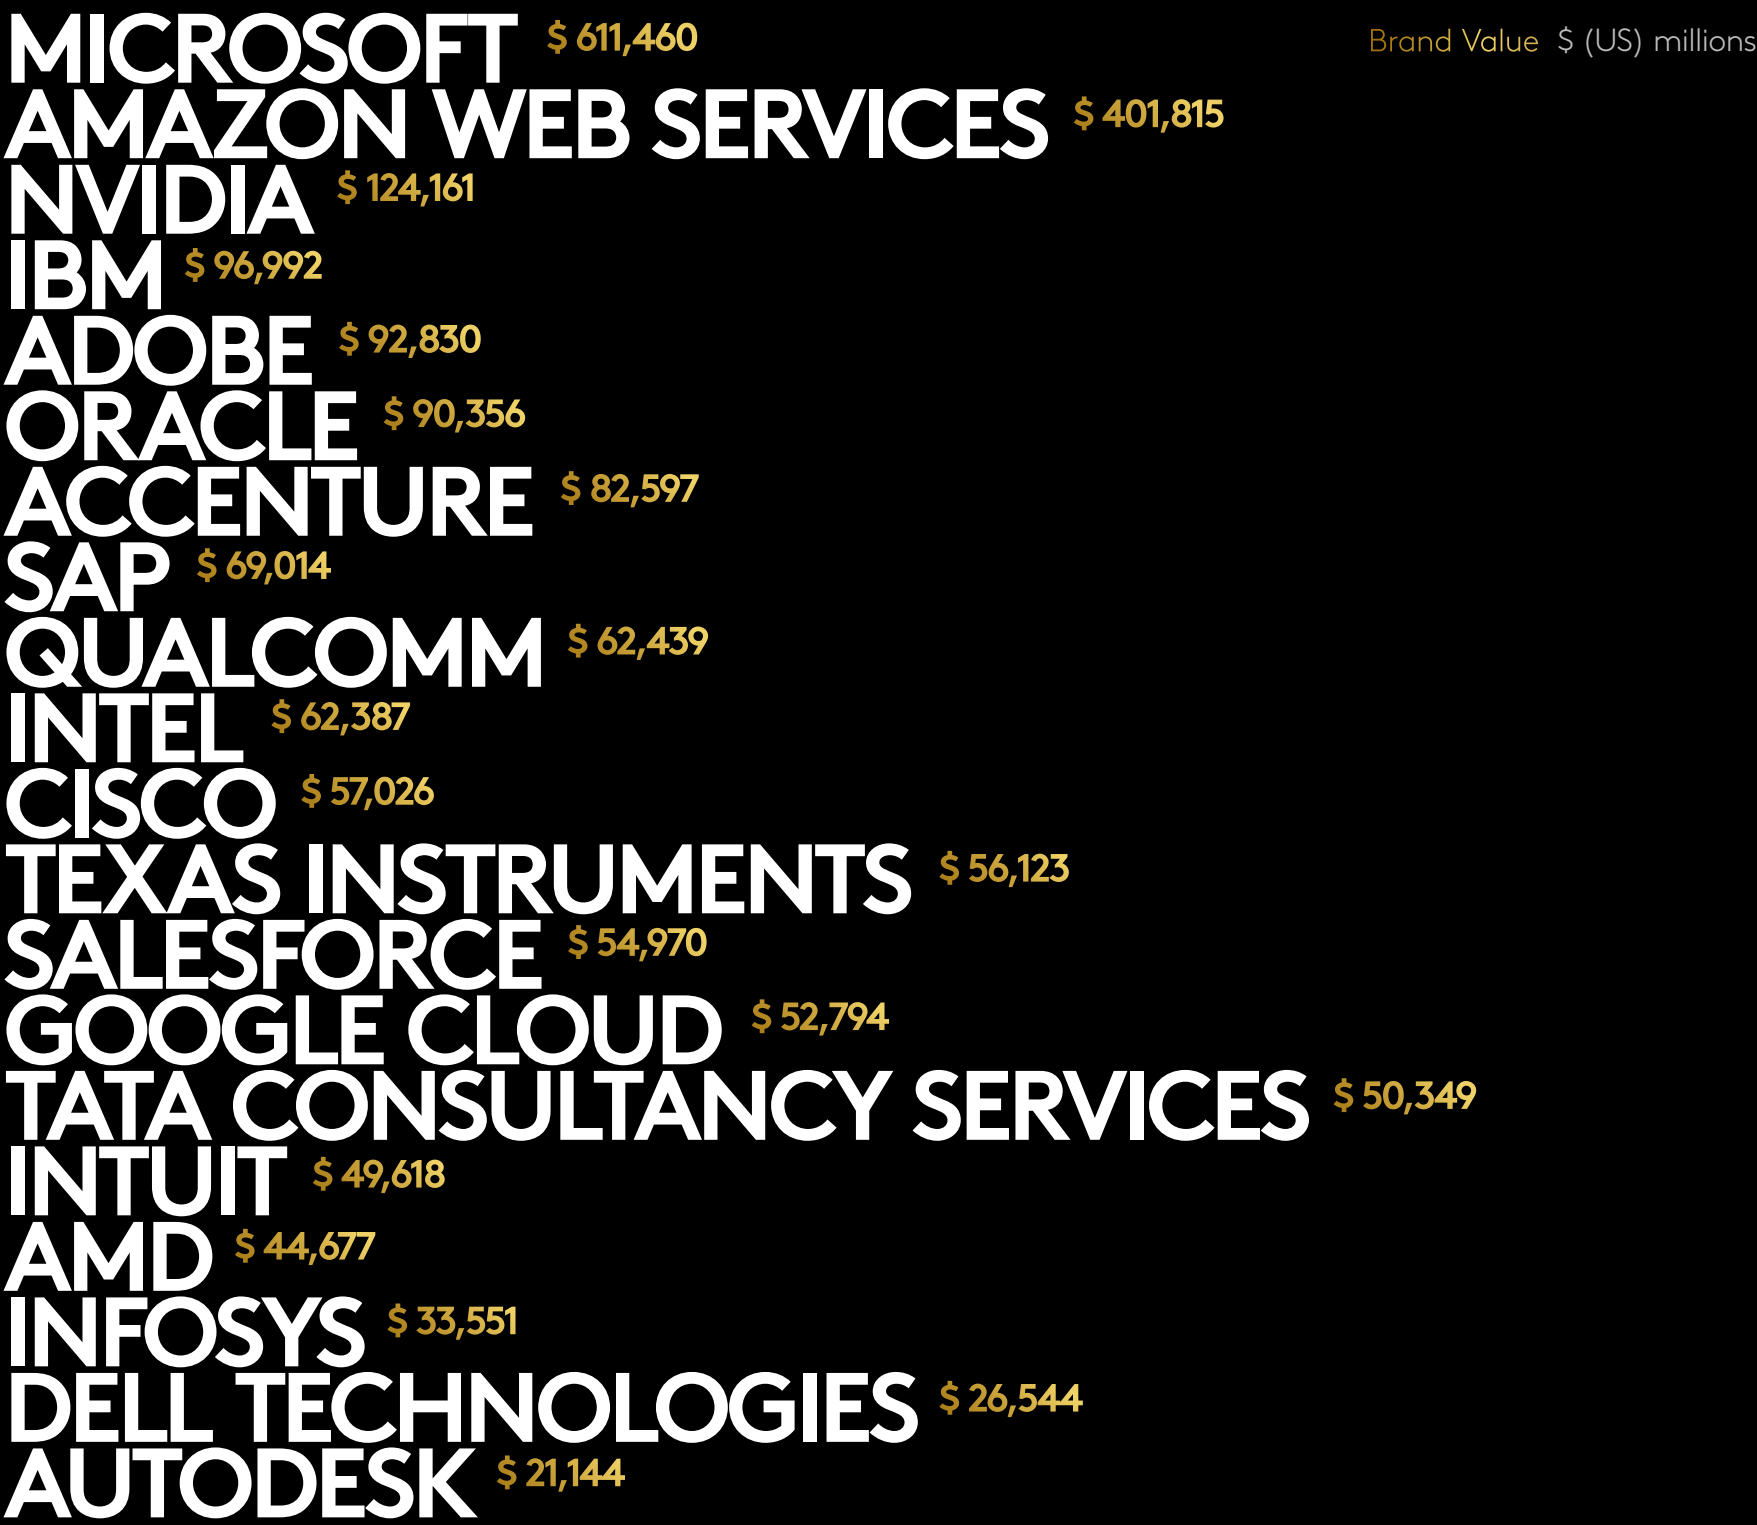 MICROSOFT $ 611,460
Brand Value $ (US) millions
AMAZON WEB SERVICES $ 401,815
NVIDIA $ 124,161
IBM $ 96,992
ADOBE $ 92,830
ORACLE $ 90,356
ACCENTURE $ 82,597
SAP $ 69,014
QUALCOMM $ 62,439
INTEL $ 62,387
CISCO $ 57,026
TEXAS INSTRUMENTS $ 56,123
SALESFORCE $ 54,970
GOOGLE CLOUD $ 52,794
TATA CONSULTANCY SERVICES $ 50,349
INTUIT $ 49,618
AMD $ 44,677
INFOSYS $ 33,551
DELL TECHNOLOGIES $ 26,544
AUTODESK $ 21,144